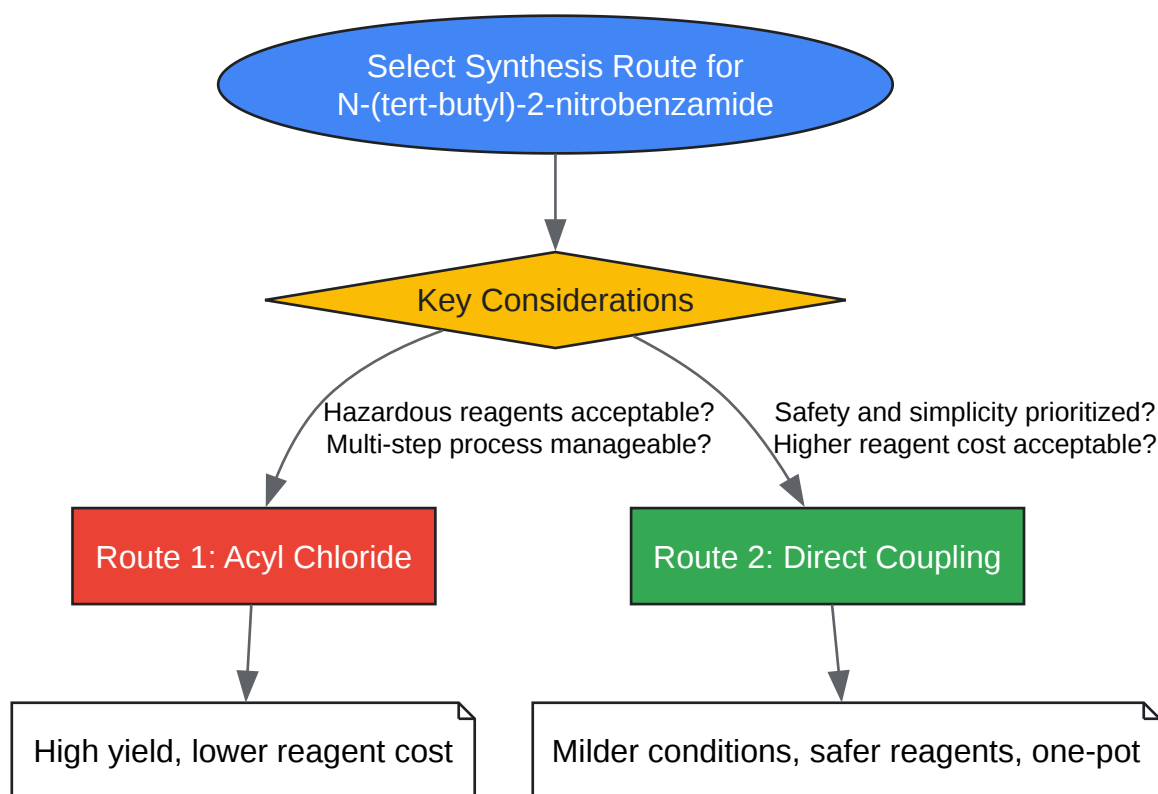 Select Synthesis Route for
N-(tert-butyl)-2-nitrobenzamide
Key Considerations
Hazardous reagents acceptable?
Multi-step process manageable?
Safety and simplicity prioritized?
Higher reagent cost acceptable?
Route 1: Acyl Chloride
Route 2: Direct Coupling
High yield, lower reagent cost
Milder conditions, safer reagents, one-pot